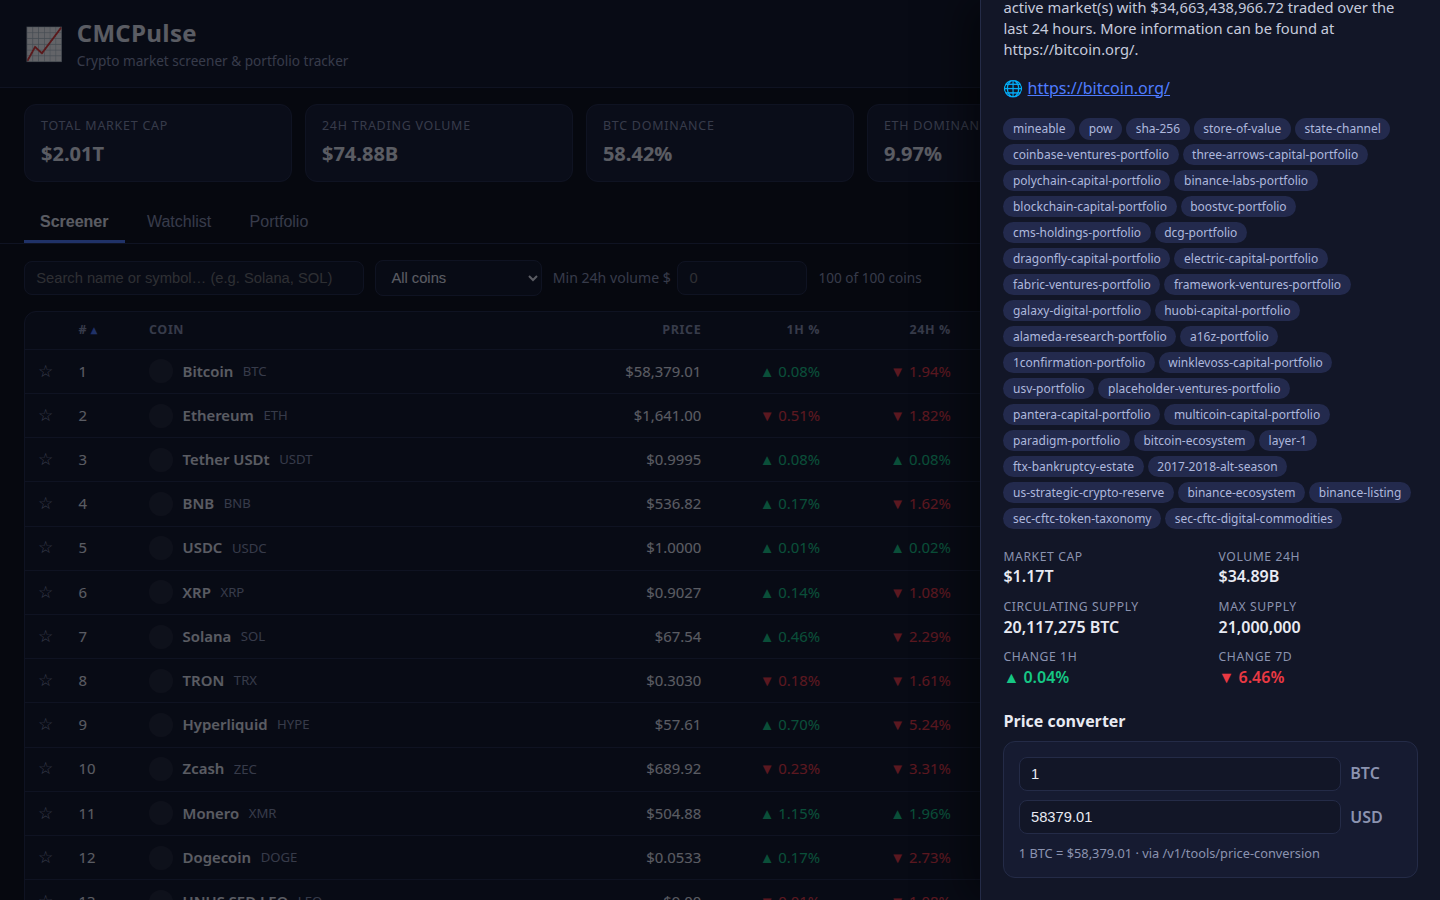 CMCPulse
Crypto market screener & portfolio tracker
TOTAL MARKET CAP
$2.01T
24H TRADING VOLUME
$74.88B
BTC DOMINANCE
58.42%
ETH DOMINAN
9.97%
Screener Watchlist Portfolio
Search name or symbol... (e.g. Solana, SOL) All coins Min 24h volume $ 0 100 of 100 coins
# ▲ COIN PRICE 1H % 24H %
☆ 1 Bitcoin BTC $58,379.01 ▲ 0.08% ▼ 1.94%
☆ 2 Ethereum ETH $1,641.00 ▼ 0.51% ▼ 1.82%
☆ 3 Tether USDt USDT $0.9995 ▲ 0.08% ▲ 0.08%
☆ 4 BNB BNB $536.82 ▲ 0.17% ▼ 1.62%
☆ 5 USDC USDC $1.0000 ▲ 0.01% ▲ 0.02%
☆ 6 XRP XRP $0.9027 ▲ 0.14% ▼ 1.08%
☆ 7 Solana SOL $67.54 ▲ 0.46% ▼ 2.29%
☆ 8 TRON TRX $0.3030 ▼ 0.18% ▼ 1.61%
☆ 9 Hyperliquid HYPE $57.61 ▲ 0.70% ▼ 5.24%
☆ 10 Zcash ZEC $689.92 ▼ 0.23% ▼ 3.31%
☆ 11 Monero XMR $504.88 ▲ 1.15% ▲ 1.96%
☆ 12 Dogecoin DOGE $0.0533 ▲ 0.17% ▼ 2.73%
active market(s) with $34,663,438,966.72 traded over the
last 24 hours. More information can be found at
https://bitcoin.org/.
https://bitcoin.org/
mineable pow sha-256 store-of-value state-channel
coinbase-ventures-portfolio three-arrows-capital-portfolio
polychain-capital-portfolio binance-labs-portfolio
blockchain-capital-portfolio boostvc-portfolio
cms-holdings-portfolio dcg-portfolio
dragonfly-capital-portfolio electric-capital-portfolio
fabric-ventures-portfolio framework-ventures-portfolio
galaxy-digital-portfolio huobi-capital-portfolio
alameda-research-portfolio a16z-portfolio
1confirmation-portfolio winklevoss-capital-portfolio
usv-portfolio placeholder-ventures-portfolio
pantera-capital-portfolio multicoin-capital-portfolio
paradigm-portfolio bitcoin-ecosystem layer-1
ftx-bankruptcy-estate 2017-2018-alt-season
us-strategic-crypto-reserve binance-ecosystem binance-listing
sec-cftc-token-taxonomy sec-cftc-digital-commodities
MARKET CAP VOLUME 24H
$1.17T $34.89B
CIRCULATING SUPPLY MAX SUPPLY
20,117,275 BTC 21,000,000
CHANGE 1H CHANGE 7D
▲ 0.04% ▼ 6.46%
Price converter
1 BTC
58379.01 USD
1 BTC = $58,379.01 · via /v1/tools/price-conversion